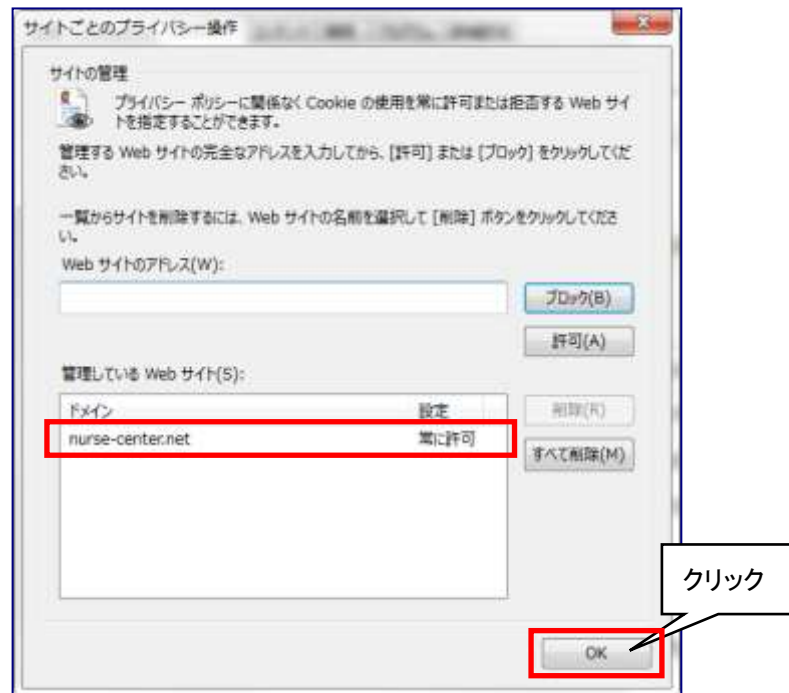 サイトごとのプライバシー操作
サイトの管理
プライバシー ポリシーに関係なく Cookie の使用を常に許可または拒否する Web サイ
トを指定することができます。
管理する Web サイトの完全なアドレスを入力してから、[許可] または [ブロック] をクリックしてくだ
さい。
一覧からサイトを削除するには、Web サイトの名前を選択して [削除] ボタンをクリックしてくださ
い。
Web サイトのアドレス(W):
ブロック(B)
許可(A)
管理している Web サイト(S):
ドメイン 設定
削除(R)
nurse-center.net 常に許可
すべて削除(M)
クリック
OK